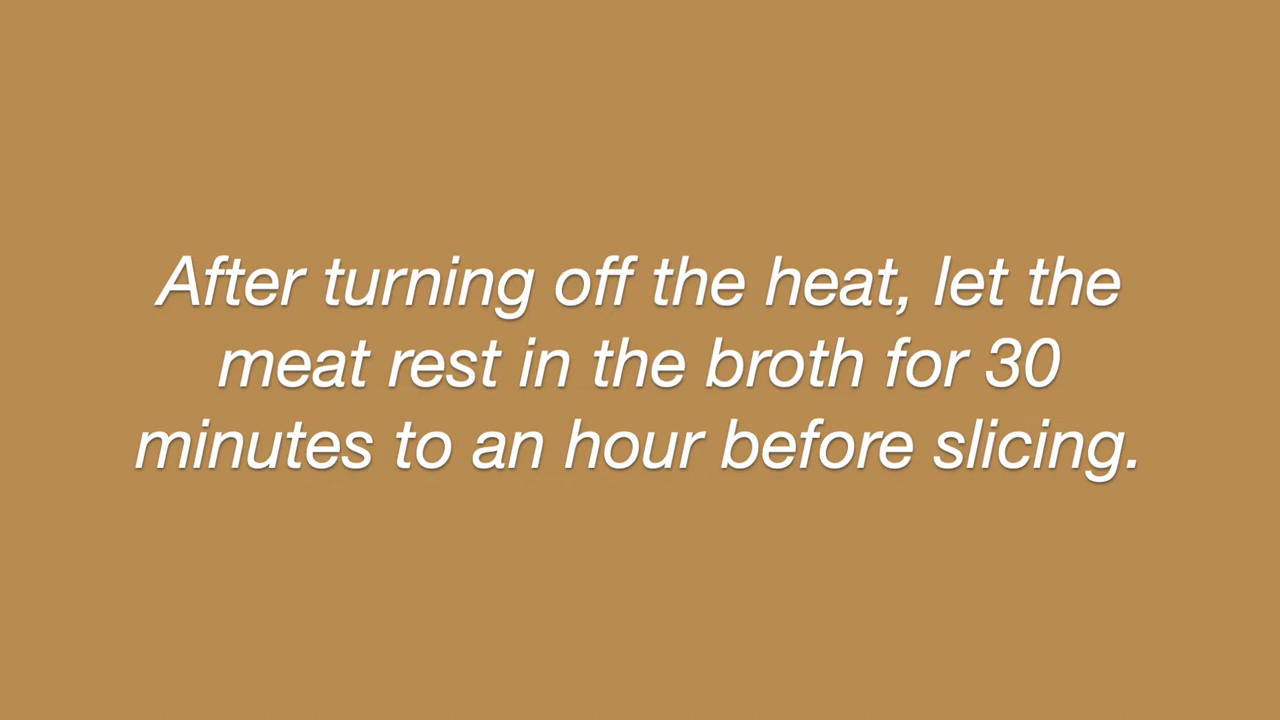 After turning off the heat, let the
meat rest in the broth for 30
minutes to an hour before slicing.